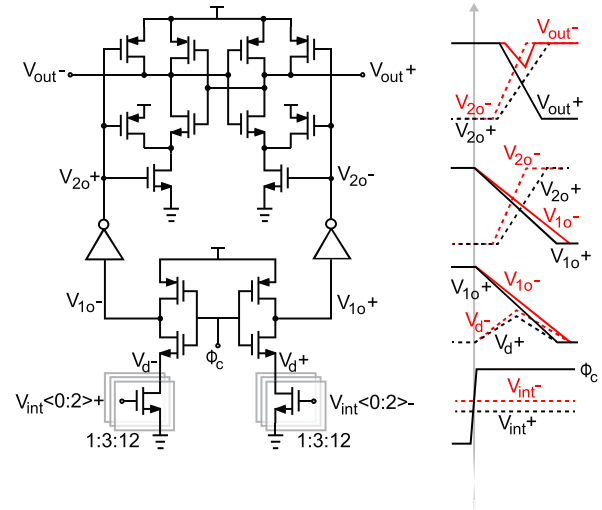 Vout-
Vout+
V2o+
V2o-
V1o-
V1o+
Vd-
Φc
Vd+
Vint<0:2>+
Vint<0:2>-
1:3:12
1:3:12
Vout-
V2o-
Vout+
V2o+
V2o-
V2o+
V1o-
V1o+
V1o+
V1o-
Vd-
Vd+
Φc
Vint-
Vint+